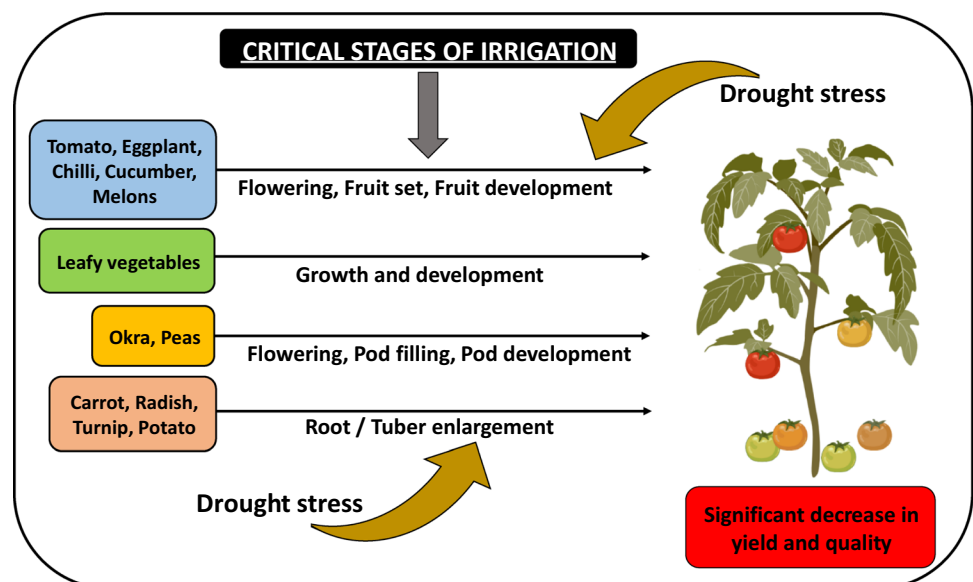 CRITICAL STAGES OF IRRIGATION
Drought stress
Tomato, Eggplant,
Chilli, Cucumber,
Melons
Flowering, Fruit set, Fruit development
Leafy vegetables
Growth and development
Okra, Peas
Flowering, Pod filling, Pod development
Carrot, Radish,
Turnip, Potato
Root / Tuber enlargement
Drought stress
Significant decrease in
yield and quality